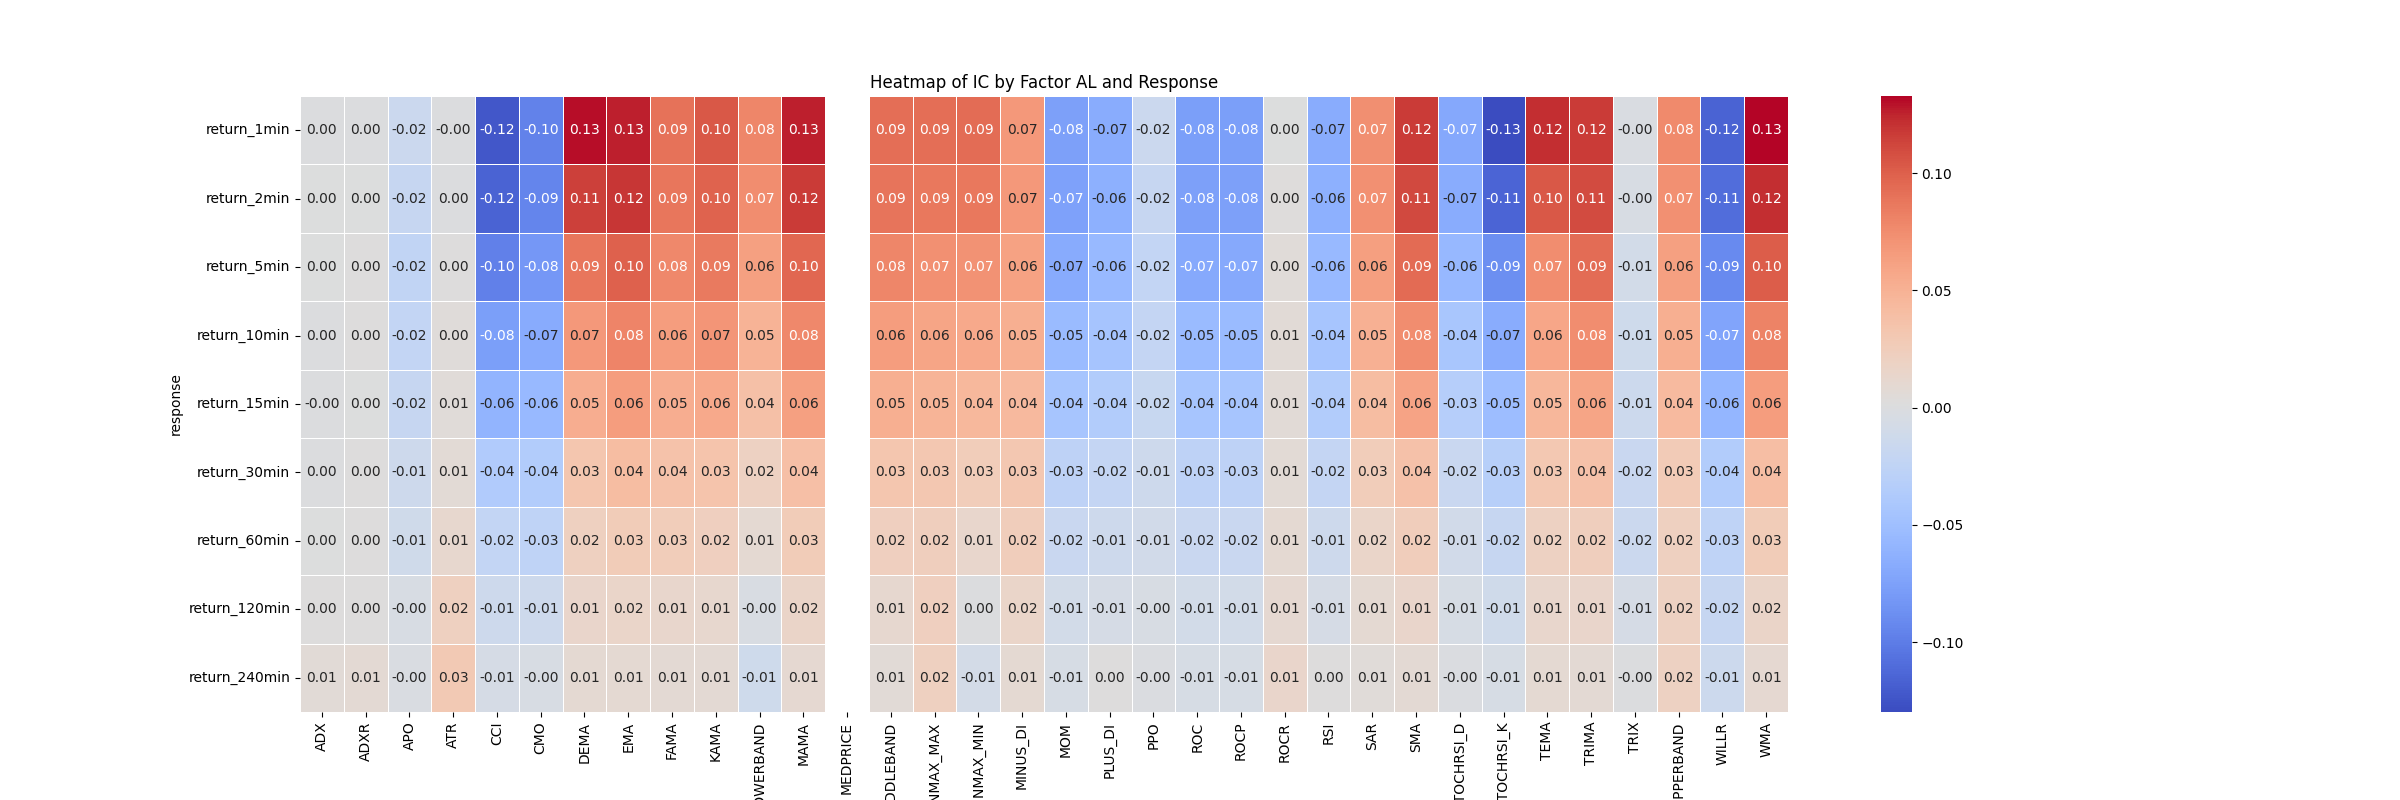 Heatmap of IC by Factor AL and Response
return_1min 0.00 0.00 -0.02 -0.00 -0.12 -0.10 0.13 0.13 0.09 0.10 0.08 0.13 0.09 0.09 0.09 0.07 -0.08 -0.07 -0.02 -0.08 -0.08 0.00 -0.07 0.07 0.12 -0.07 -0.13 0.12 0.12 -0.00 0.08 -0.12 0.13
return_2min 0.00 0.00 -0.02 0.00 -0.12 -0.09 0.11 0.12 0.09 0.10 0.07 0.12 0.09 0.09 0.09 0.07 -0.07 -0.06 -0.02 -0.08 -0.08 0.00 -0.06 0.07 0.11 -0.07 -0.11 0.10 0.11 -0.00 0.07 -0.11 0.12
return_5min 0.00 0.00 -0.02 0.00 -0.10 -0.08 0.09 0.10 0.08 0.09 0.06 0.10 0.08 0.07 0.07 0.06 -0.07 -0.06 -0.02 -0.07 -0.07 0.00 -0.06 0.06 0.09 -0.06 -0.09 0.07 0.09 -0.01 0.06 -0.09 0.10
return_10min 0.00 0.00 -0.02 0.00 -0.08 -0.07 0.07 0.08 0.06 0.07 0.05 0.08 0.06 0.06 0.06 0.05 -0.05 -0.04 -0.02 -0.05 -0.05 0.01 -0.04 0.05 0.08 -0.04 -0.07 0.06 0.08 -0.01 0.05 -0.07 0.08
return_15min -0.00 0.00 -0.02 0.01 -0.06 -0.06 0.05 0.06 0.05 0.06 0.04 0.06 0.05 0.05 0.04 0.04 -0.04 -0.04 -0.02 -0.04 -0.04 0.01 -0.04 0.04 0.06 -0.03 -0.05 0.05 0.06 -0.01 0.04 -0.06 0.06
return_30min 0.00 0.00 -0.01 0.01 -0.04 -0.04 0.03 0.04 0.04 0.03 0.02 0.04 0.03 0.03 0.03 0.03 -0.03 -0.02 -0.01 -0.03 -0.03 0.01 -0.02 0.03 0.04 -0.02 -0.03 0.03 0.04 -0.02 0.03 -0.04 0.04
return_60min 0.00 0.00 -0.01 0.01 -0.02 -0.03 0.02 0.03 0.03 0.02 0.01 0.03 0.02 0.02 0.01 0.02 -0.02 -0.01 -0.01 -0.02 -0.02 0.01 -0.01 0.02 0.02 -0.01 -0.02 0.02 0.02 -0.02 0.02 -0.03 0.03
return_120min 0.00 0.00 -0.00 0.02 -0.01 -0.01 0.01 0.02 0.01 0.01 -0.00 0.02 0.01 0.02 0.00 0.02 -0.01 -0.01 -0.00 -0.01 -0.01 0.01 -0.01 0.01 0.01 -0.01 -0.01 0.01 0.01 -0.01 0.02 -0.02 0.02
return_240min 0.01 0.01 -0.00 0.03 -0.01 -0.00 0.01 0.01 0.01 0.01 -0.01 0.01 0.01 0.02 -0.01 0.01 -0.01 0.00 -0.00 -0.01 -0.01 0.01 0.00 0.01 0.01 -0.00 -0.01 0.01 0.01 -0.00 0.02 -0.01 0.01
response
ADX
ADXR
APO
ATR
CCI
CMO
DEMA
EMA
FAMA
KAMA
OWERBAND
MAMA
MEDPRICE
DDLEBAND
NMAX_MAX
NMAX_MIN
MINUS_DI
MOM
PLUS_DI
PPO
ROC
ROCP
ROCR
RSI
SAR
SMA
TOCHRSI_D
TOCHRSI_K
TEMA
TRIMA
TRIX
PPERBAND
WILLR
WMA
0.10
0.05
0.00
−0.05
−0.10